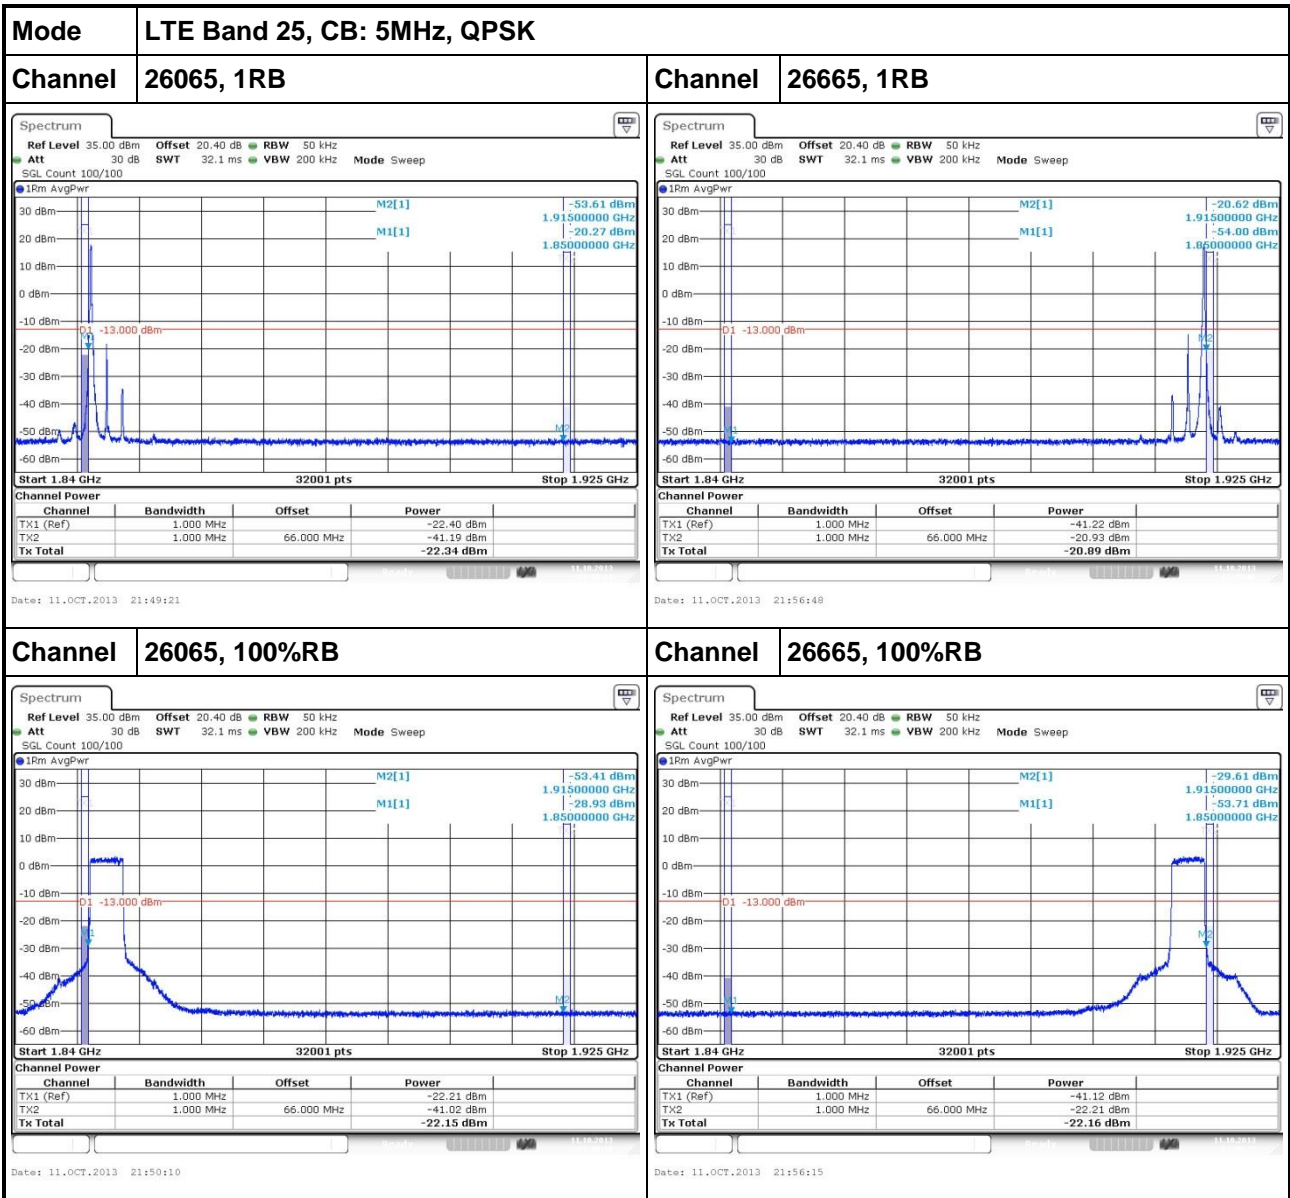 Mode LTE Band 25, CB: 5MHz, QPSK
Channel 26065, 1RB
Channel 26665, 1RB
Spectrum
Ref Level 35.00 dBm Offset 20.40 dB RBW 50 kHz
Att 30 dB SWT 32.1 ms VBW 200 kHz Mode Sweep
SGL Count 100/100
1Rm AvgPwr
M2[1] -53.61 dBm
1.91500000 GHz
M1[1] -20.27 dBm
1.85000000 GHz
30 dBm
20 dBm
10 dBm
0 dBm
-10 dBm
D1 -13.000 dBm
-20 dBm
-30 dBm
-40 dBm
-50 dBm
M2
-60 dBm
Start 1.84 GHz 32001 pts Stop 1.925 GHz
Channel Power
Channel Bandwidth Offset Power
TX1 (Ref) 1.000 MHz -22.40 dBm
TX2 1.000 MHz 66.000 MHz -41.19 dBm
Tx Total -22.34 dBm
Date: 11.OCT.2013 21:49:21
Spectrum
Ref Level 35.00 dBm Offset 20.40 dB RBW 50 kHz
Att 30 dB SWT 32.1 ms VBW 200 kHz Mode Sweep
SGL Count 100/100
1Rm AvgPwr
M2[1] -20.62 dBm
1.91500000 GHz
M1[1] -54.00 dBm
1.85000000 GHz
30 dBm
20 dBm
10 dBm
0 dBm
-10 dBm
D1 -13.000 dBm
M2
-20 dBm
-30 dBm
-40 dBm
-50 dBm
-60 dBm
Start 1.84 GHz 32001 pts Stop 1.925 GHz
Channel Power
Channel Bandwidth Offset Power
TX1 (Ref) 1.000 MHz -41.22 dBm
TX2 1.000 MHz 66.000 MHz -20.93 dBm
Tx Total -20.89 dBm
Date: 11.OCT.2013 21:56:48
Channel 26065, 100%RB
Channel 26665, 100%RB
Spectrum
Ref Level 35.00 dBm Offset 20.40 dB RBW 50 kHz
Att 30 dB SWT 32.1 ms VBW 200 kHz Mode Sweep
SGL Count 100/100
1Rm AvgPwr
M2[1] -53.41 dBm
1.91500000 GHz
M1[1] -28.93 dBm
1.85000000 GHz
30 dBm
20 dBm
10 dBm
0 dBm
-10 dBm
D1 -13.000 dBm
-20 dBm
-30 dBm
-40 dBm
-50 dBm
M2
-60 dBm
Start 1.84 GHz 32001 pts Stop 1.925 GHz
Channel Power
Channel Bandwidth Offset Power
TX1 (Ref) 1.000 MHz -22.21 dBm
TX2 1.000 MHz 66.000 MHz -41.02 dBm
Tx Total -22.15 dBm
Date: 11.OCT.2013 21:50:10
Spectrum
Ref Level 35.00 dBm Offset 20.40 dB RBW 50 kHz
Att 30 dB SWT 32.1 ms VBW 200 kHz Mode Sweep
SGL Count 100/100
1Rm AvgPwr
M2[1] -29.61 dBm
1.91500000 GHz
M1[1] -53.71 dBm
1.85000000 GHz
30 dBm
20 dBm
10 dBm
0 dBm
-10 dBm
D1 -13.000 dBm
-20 dBm
M2
-30 dBm
-40 dBm
-50 dBm
-60 dBm
Start 1.84 GHz 32001 pts Stop 1.925 GHz
Channel Power
Channel Bandwidth Offset Power
TX1 (Ref) 1.000 MHz -41.12 dBm
TX2 1.000 MHz 66.000 MHz -22.21 dBm
Tx Total -22.16 dBm
Date: 11.OCT.2013 21:56:15